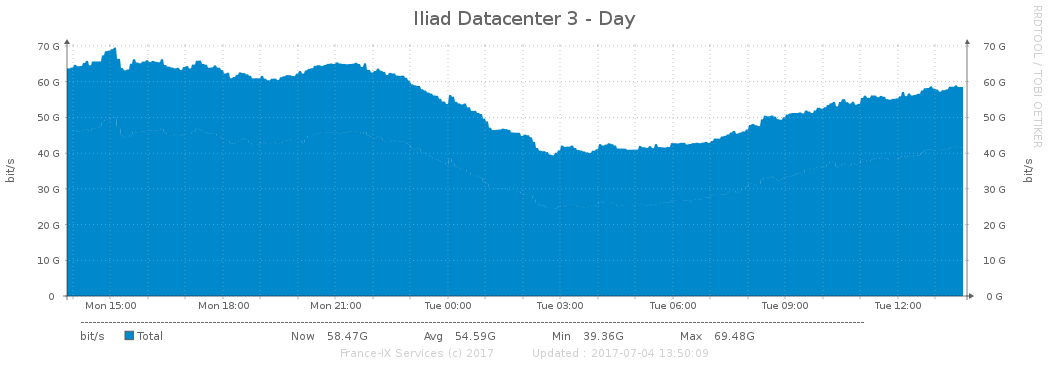 Iliad Datacenter 3 - Day
RRDTOOL / TOBI OETIKER
bit/s
bit/s
70 G 70 G
60 G 60 G
50 G 50 G
40 G 40 G
30 G 30 G
20 G 20 G
10 G 10 G
0 0 G
Mon 15:00 Mon 18:00 Mon 21:00 Tue 00:00 Tue 03:00 Tue 06:00 Tue 09:00 Tue 12:00
bit/s Total Now 58.47G Avg 54.59G Min 39.36G Max 69.48G
France-IX Services (c) 2017 Updated : 2017-07-04 13:50:09